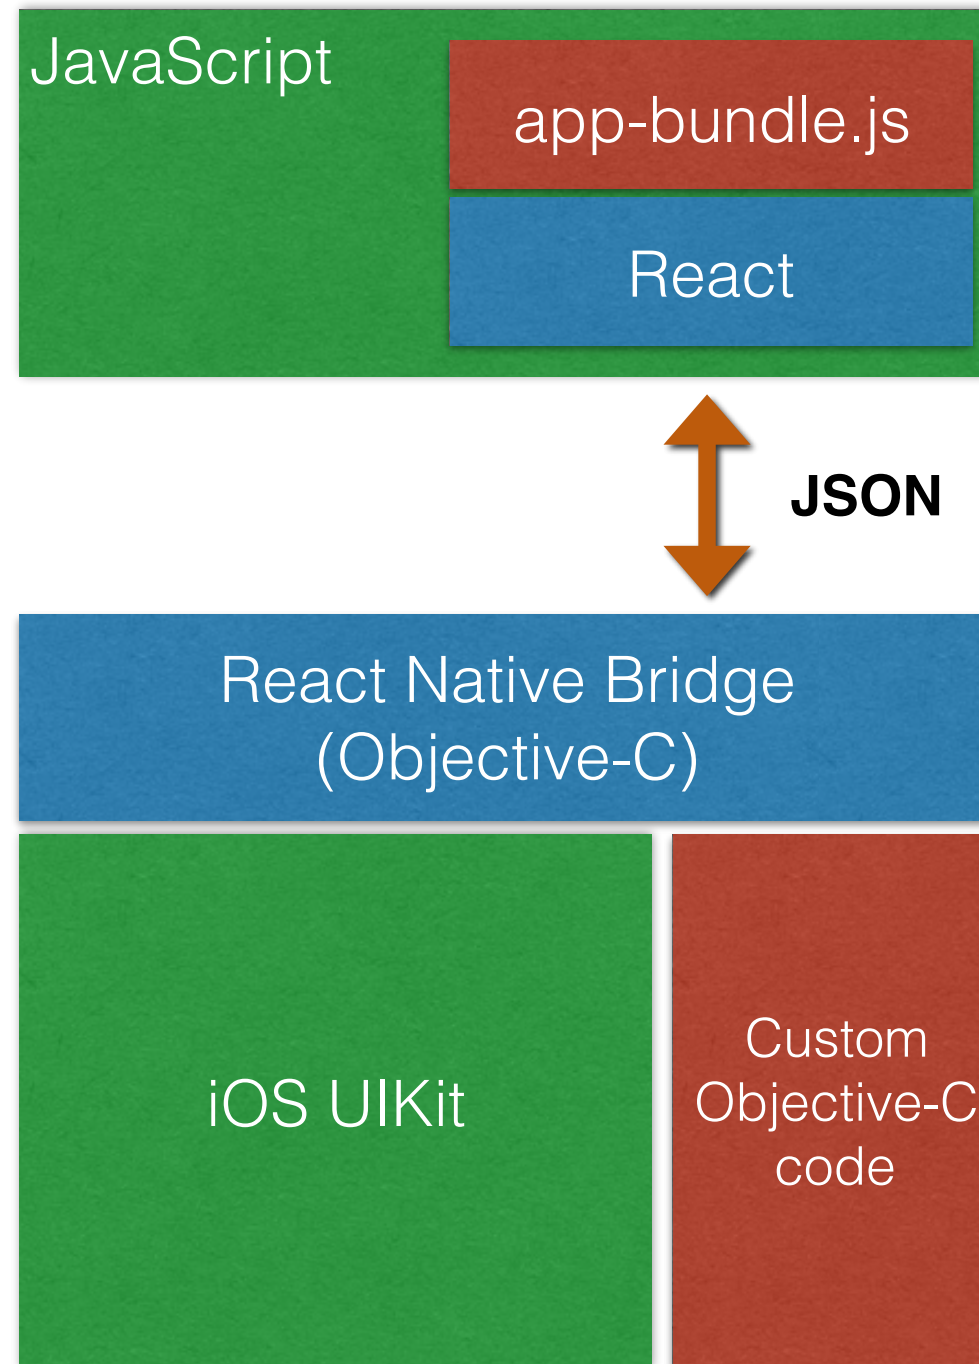 JavaScript
app-bundle.js
React
JSON
React Native Bridge
(Objective-C)
iOS UIKit
Custom
Objective-C
code